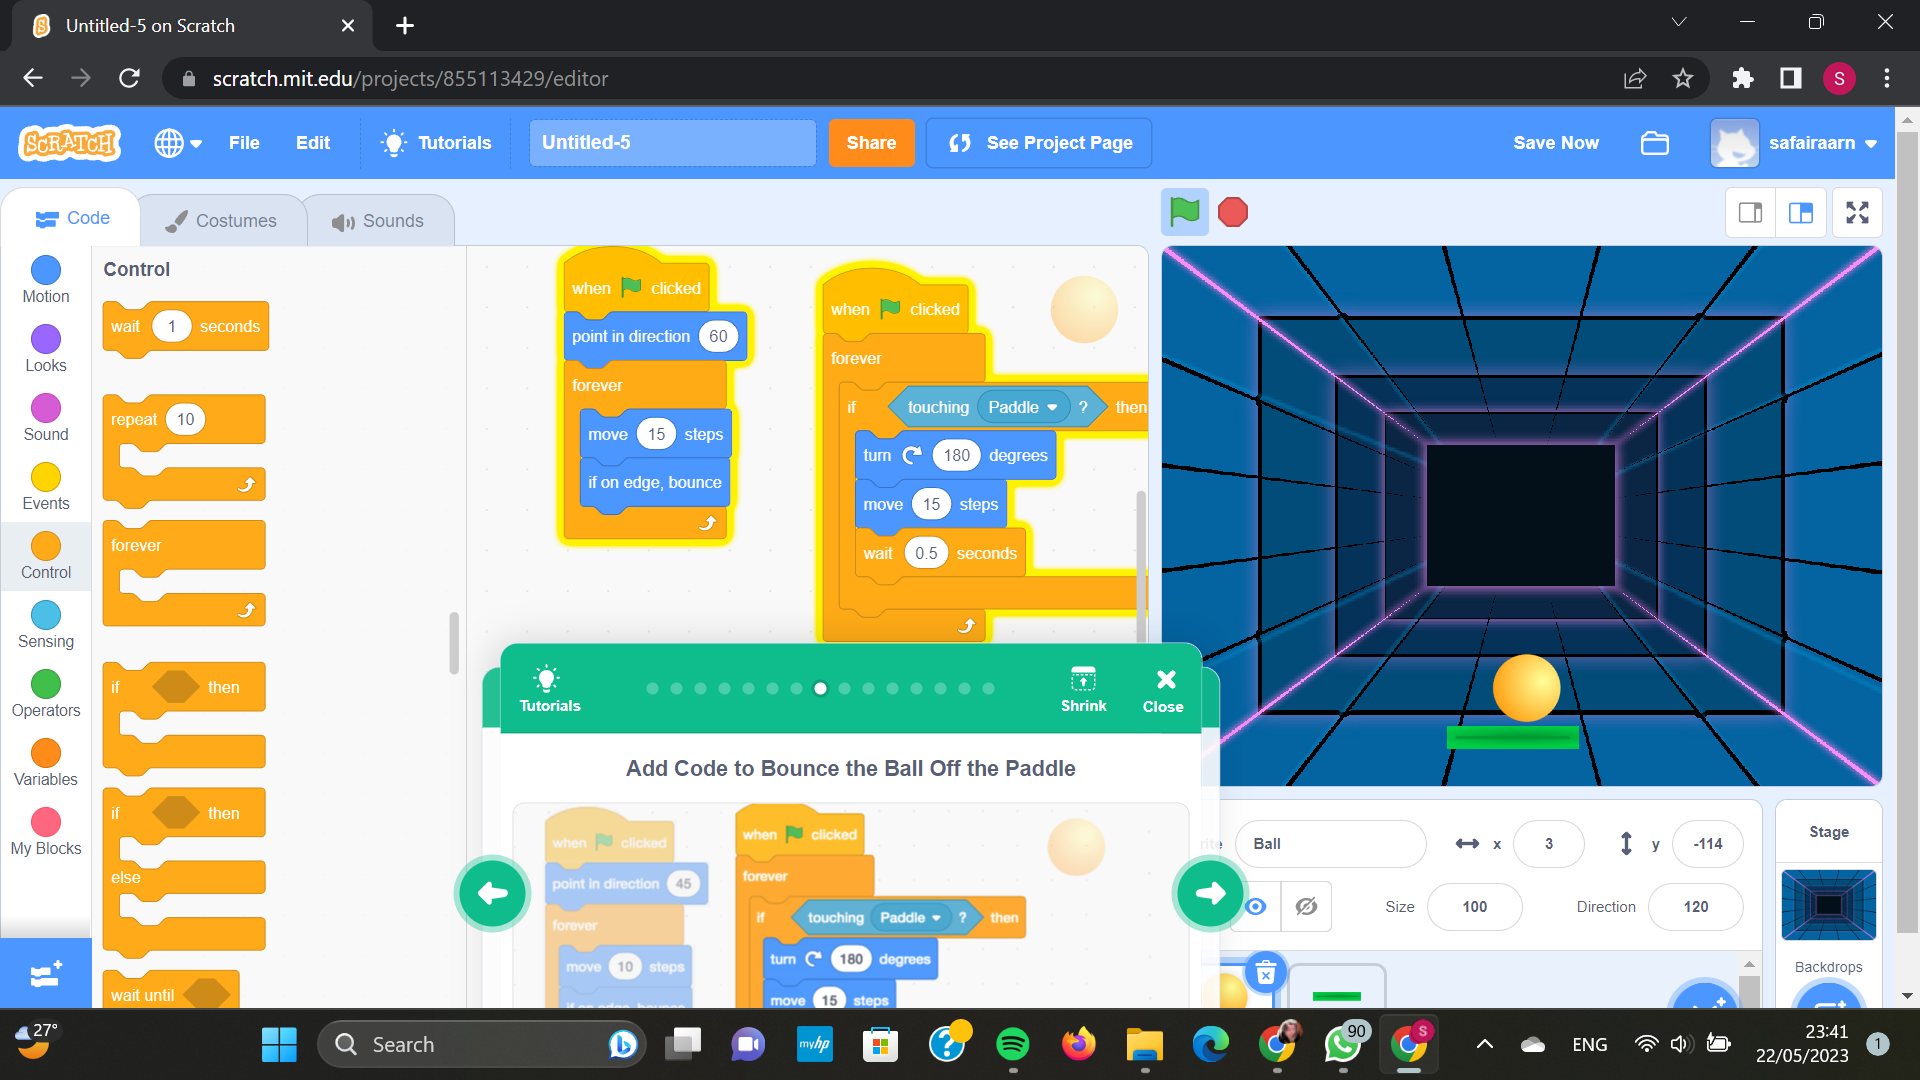 Untitled-5 on Scratch
scratch.mit.edu/projects/855113429/editor
S
SCRATCH
File
Edit
Tutorials
Untitled-5
Share
See Project Page
Save Now
safairaarn
Code
Costumes
Sounds
Motion
Looks
Sound
Events
Control
Sensing
Operators
Variables
My Blocks
Control
wait 1 seconds
repeat 10
forever
if then
if then
else
wait until
when clicked
point in direction 60
forever
move 15 steps
if on edge, bounce
when clicked
forever
if touching Paddle ? then
turn 180 degrees
move 15 steps
wait 0.5 seconds
Tutorials
Shrink
Close
Add Code to Bounce the Ball Off the Paddle
when clicked
point in direction 45
forever
move 10 steps
if on edge, bounce
when clicked
forever
if touching Paddle ? then
turn 180 degrees
move 15 steps
Ball
x 3
y -114
Size 100
Direction 120
Stage
Backdrops
27°
Search
myhp
90
S
ENG
23:41
22/05/2023
1